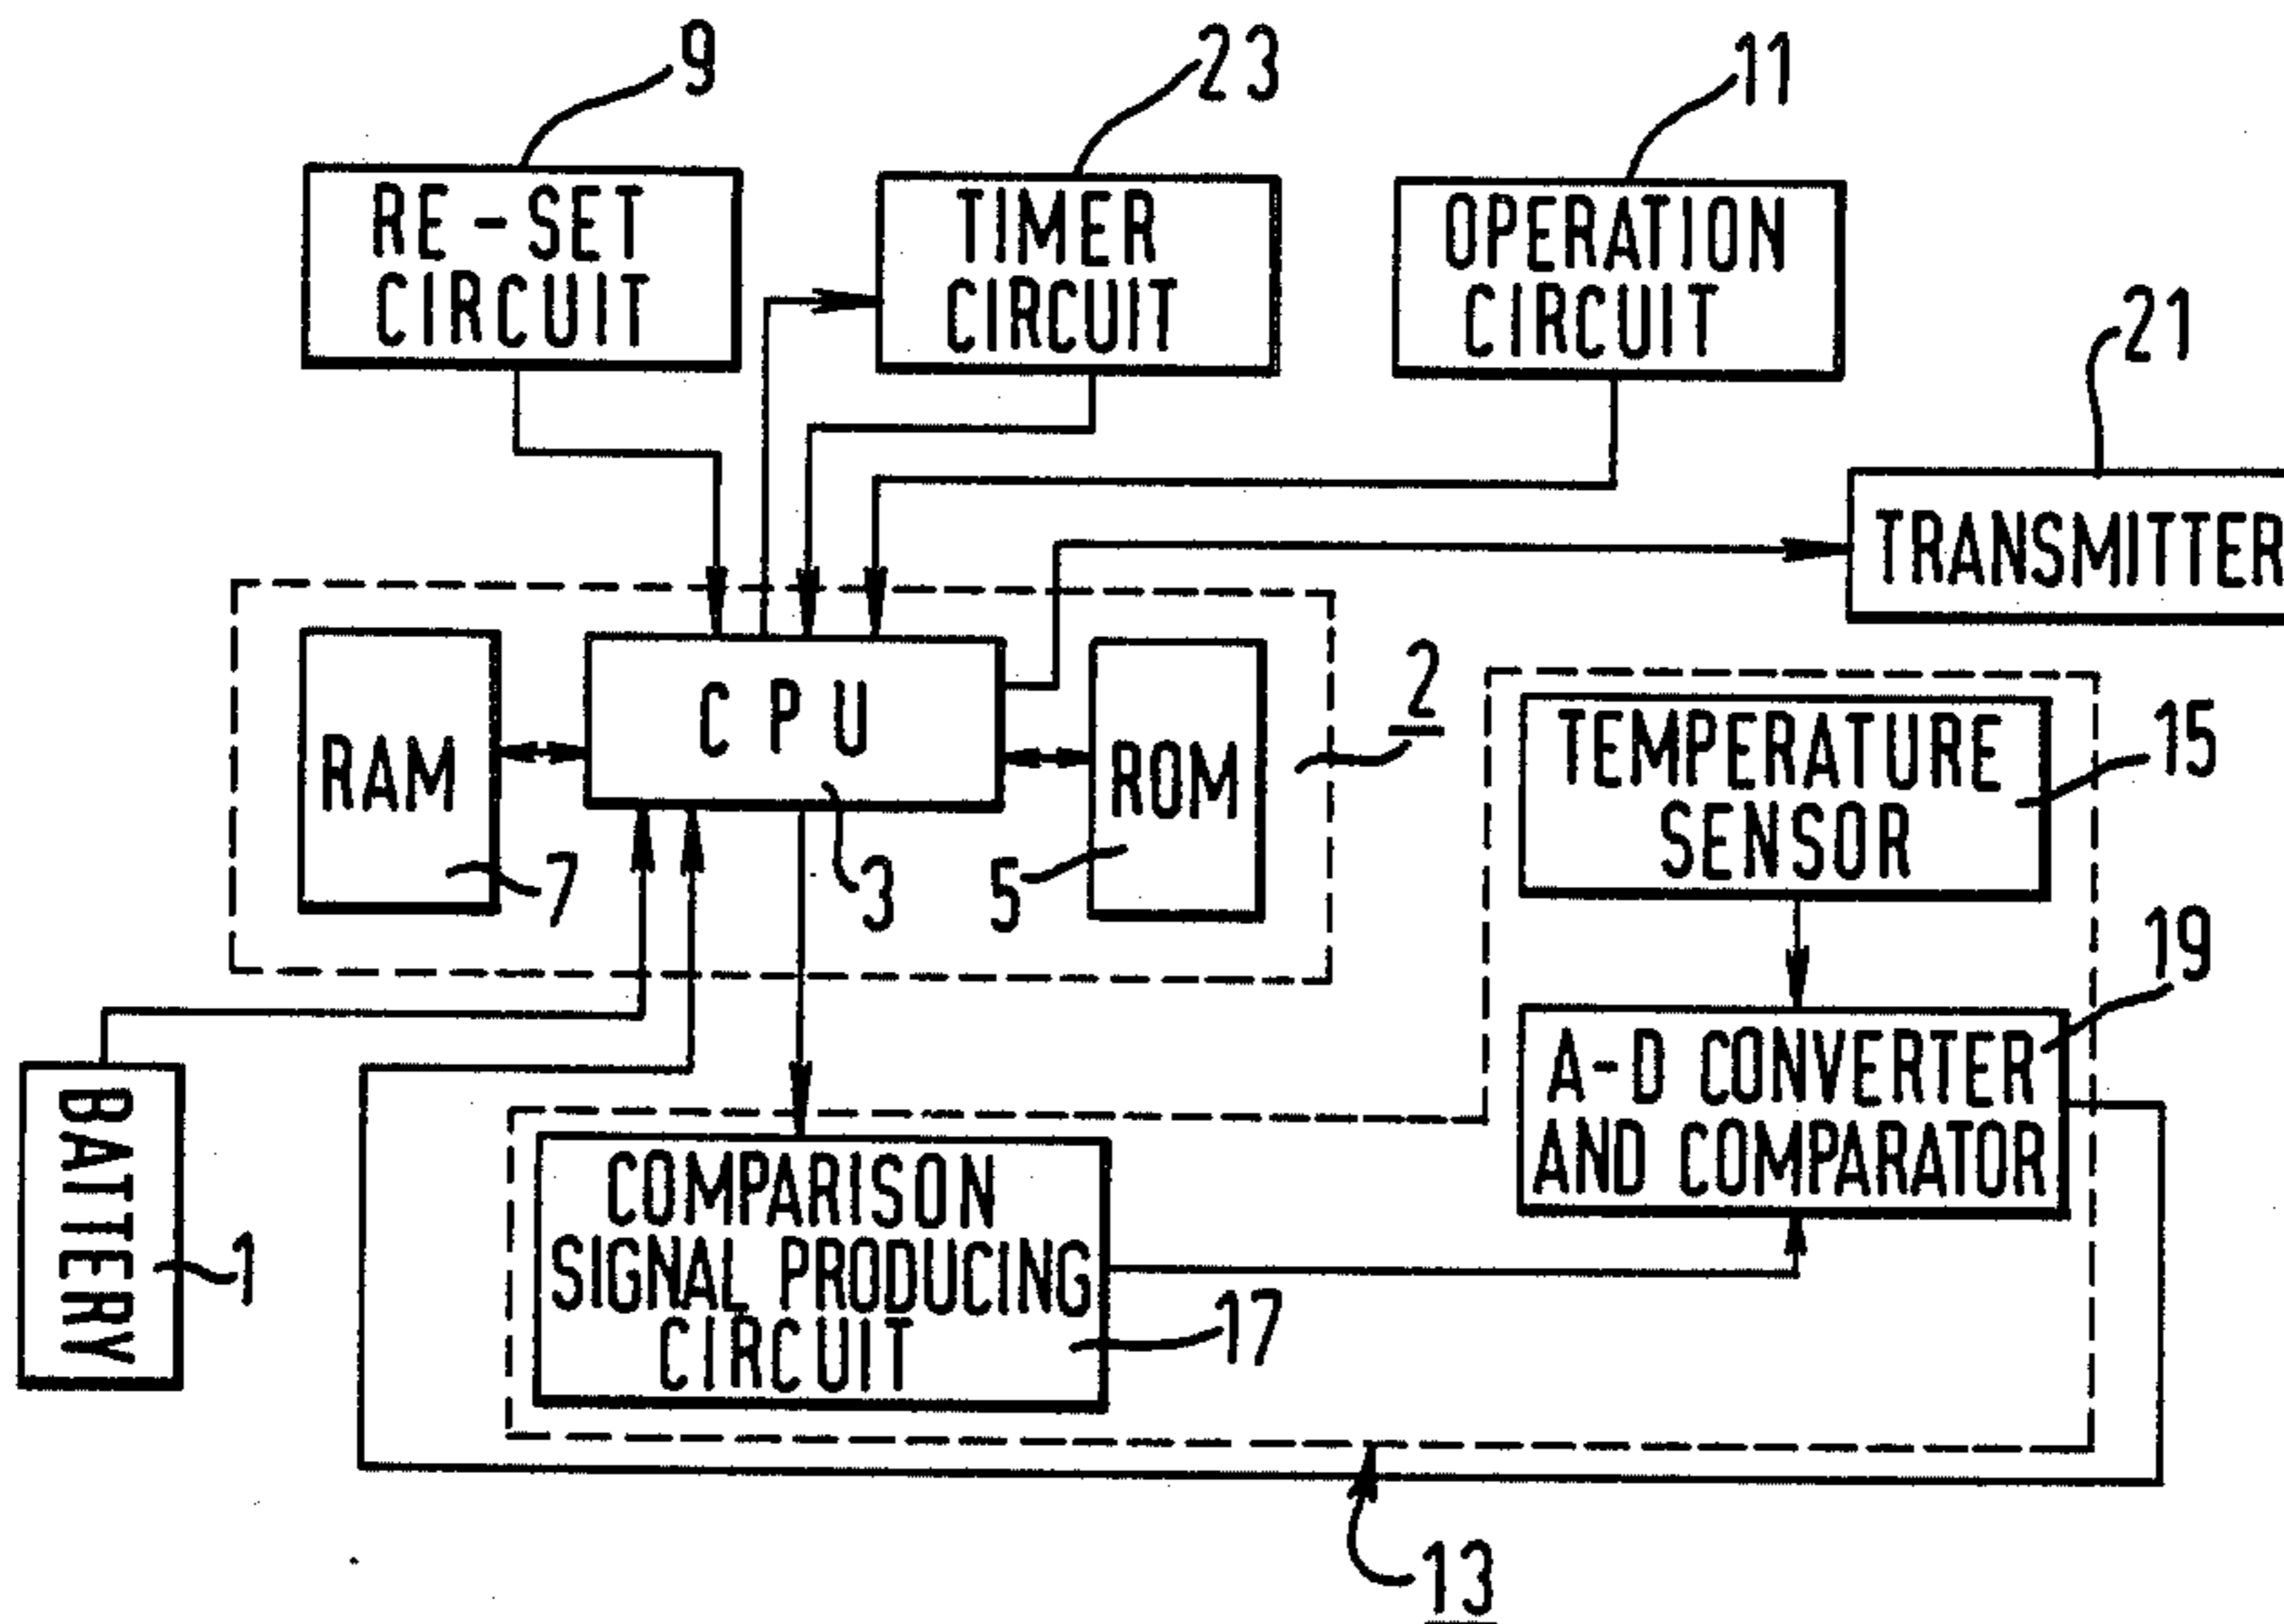 9
23
11
RE-SET
CIRCUIT
TIMER
CIRCUIT
OPERATION
CIRCUIT
21
TRANSMITTER
2
CPU
3
RAM
7
ROM
5
TEMPERATURE
SENSOR
15
19
A-D CONVERTER
AND COMPARATOR
BATTERY
1
COMPARISON
SIGNAL PRODUCING
CIRCUIT
17
13